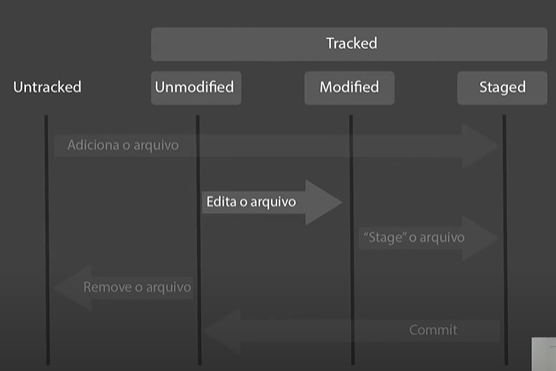 Tracked
Untracked
Unmodified
Modified
Staged
Adiciona o arquivo
Edita o arquivo
“Stage” o arquivo
Remove o arquivo
Commit